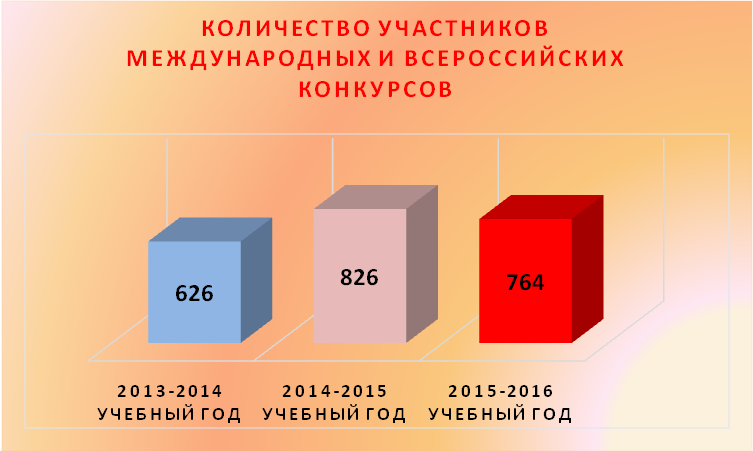 КОЛИЧЕСТВО УЧАСТНИКОВ
МЕЖДУНАРОДНЫХ И ВСЕРОССИЙСКИХ
КОНКУРСОВ
626
826
764
2013-2014
УЧЕБНЫЙ ГОД
2014-2015
УЧЕБНЫЙ ГОД
2015-2016
УЧЕБНЫЙ ГОД